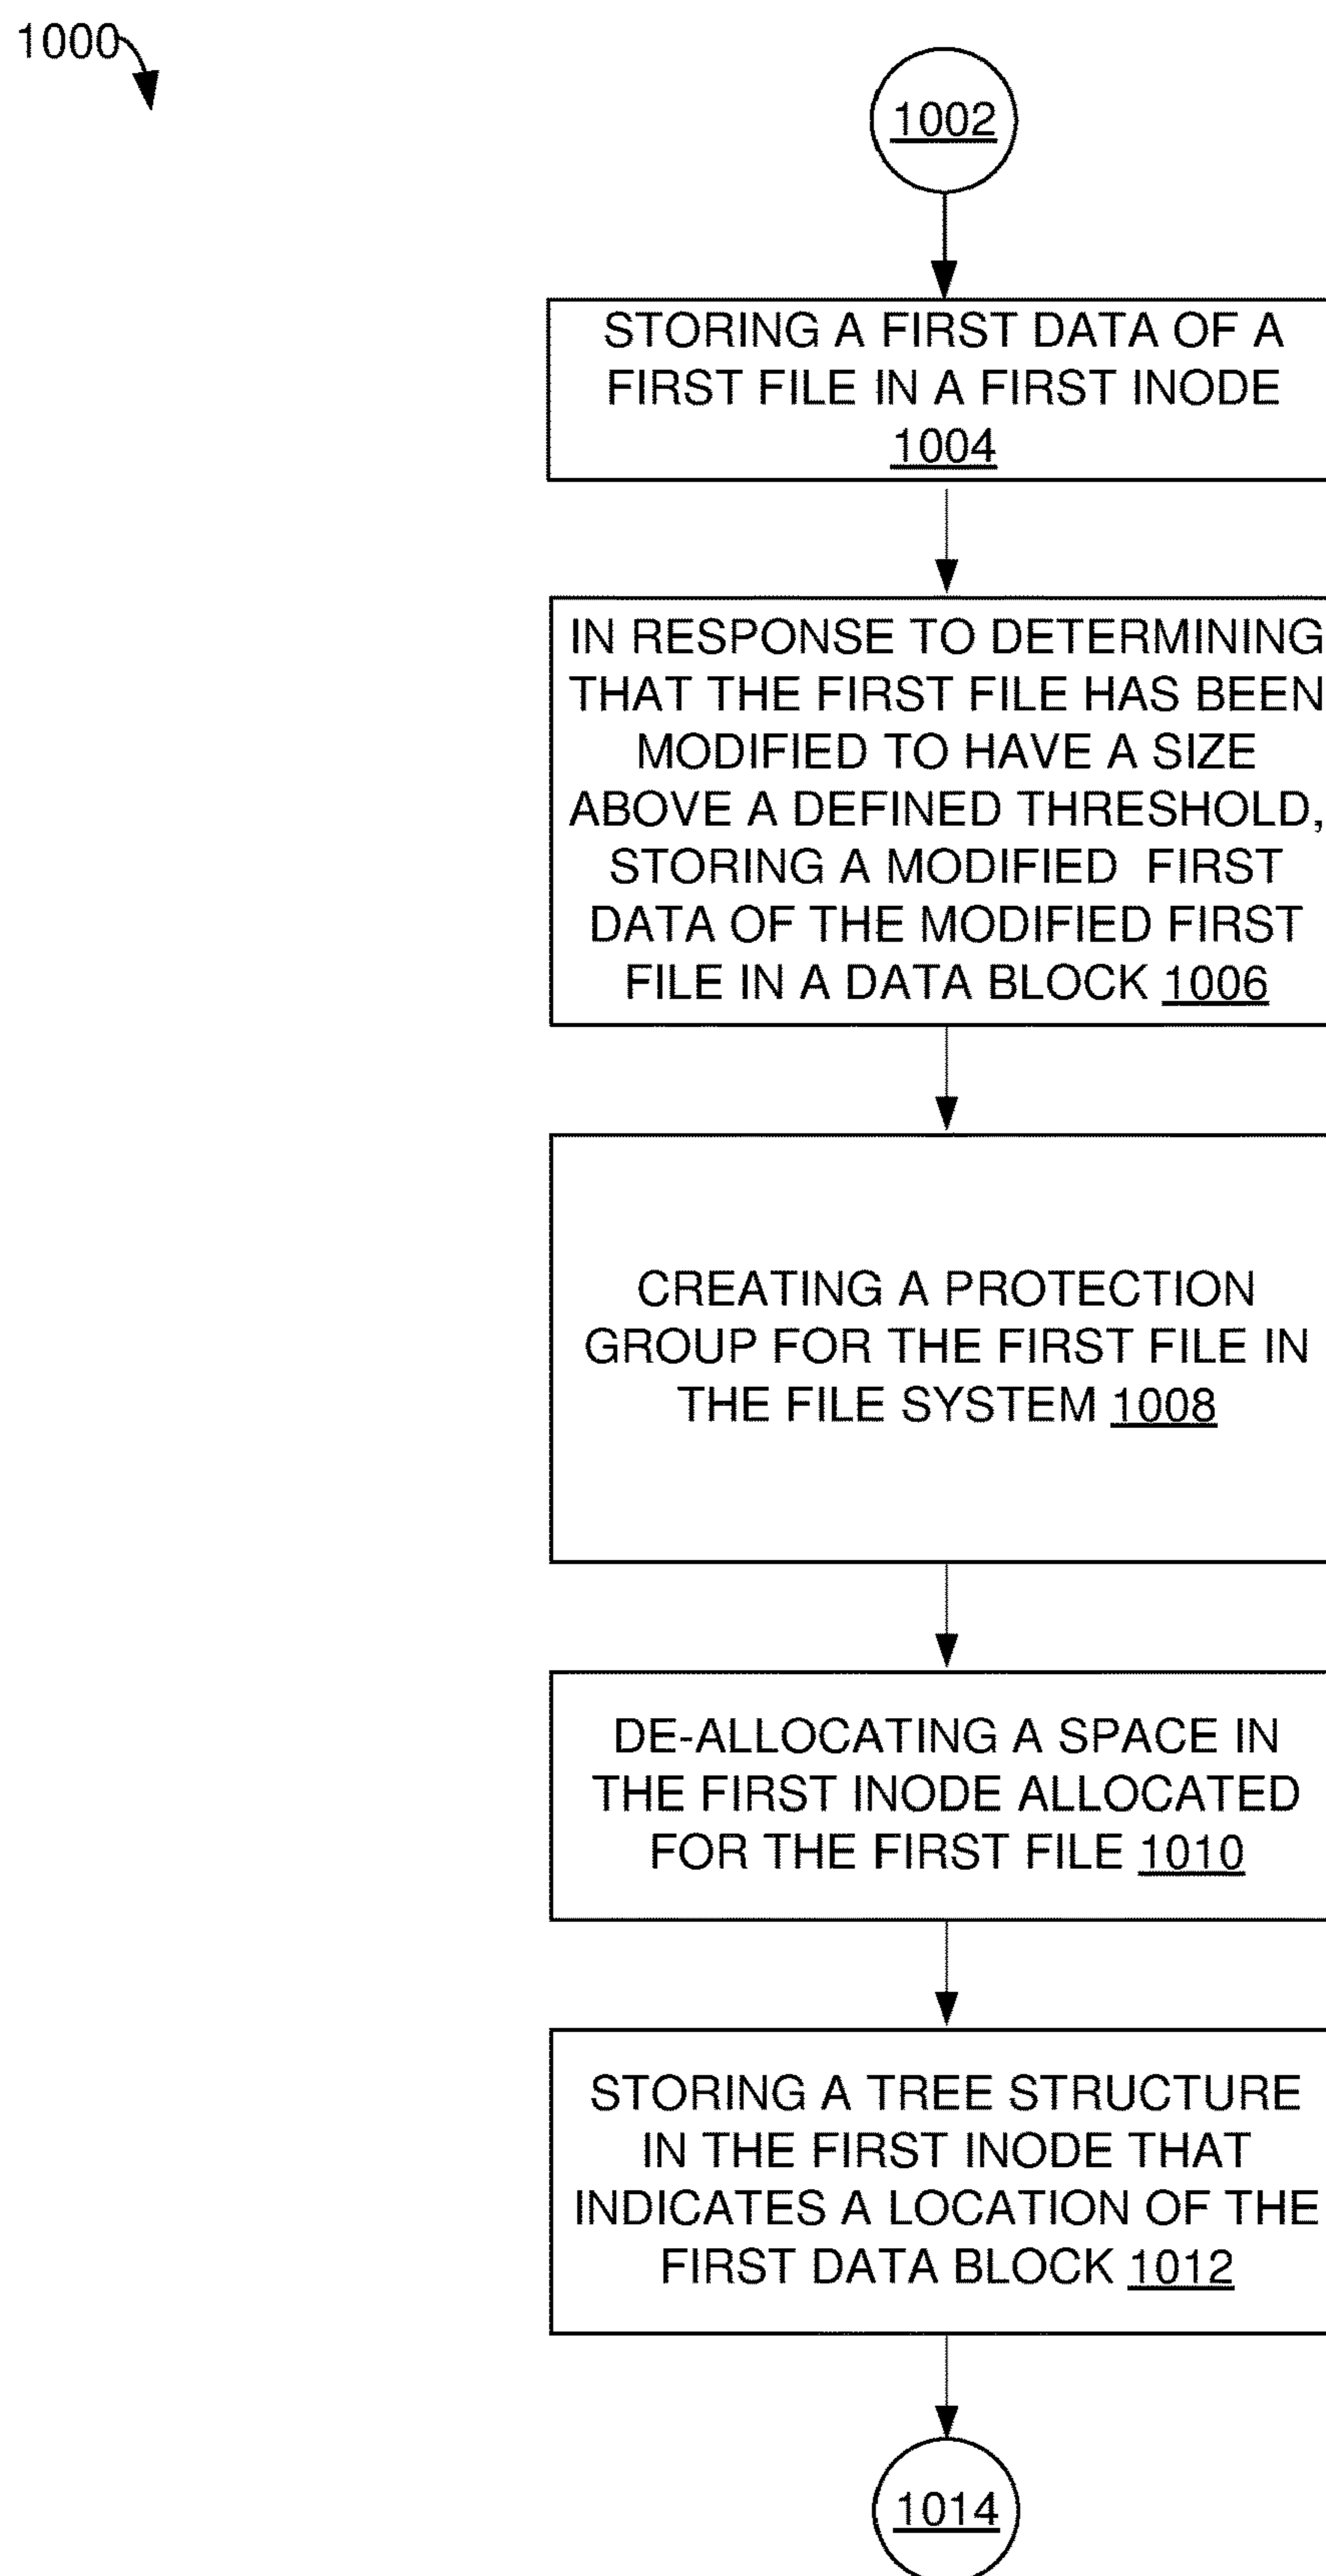 1000
1002
STORING A FIRST DATA OF A
FIRST FILE IN A FIRST INODE
1004
IN RESPONSE TO DETERMINING
THAT THE FIRST FILE HAS BEEN
MODIFIED TO HAVE A SIZE
ABOVE A DEFINED THRESHOLD,
STORING A MODIFIED FIRST
DATA OF THE MODIFIED FIRST
FILE IN A DATA BLOCK 1006
CREATING A PROTECTION
GROUP FOR THE FIRST FILE IN
THE FILE SYSTEM 1008
DE-ALLOCATING A SPACE IN
THE FIRST INODE ALLOCATED
FOR THE FIRST FILE 1010
STORING A TREE STRUCTURE
IN THE FIRST INODE THAT
INDICATES A LOCATION OF THE
FIRST DATA BLOCK 1012
1014